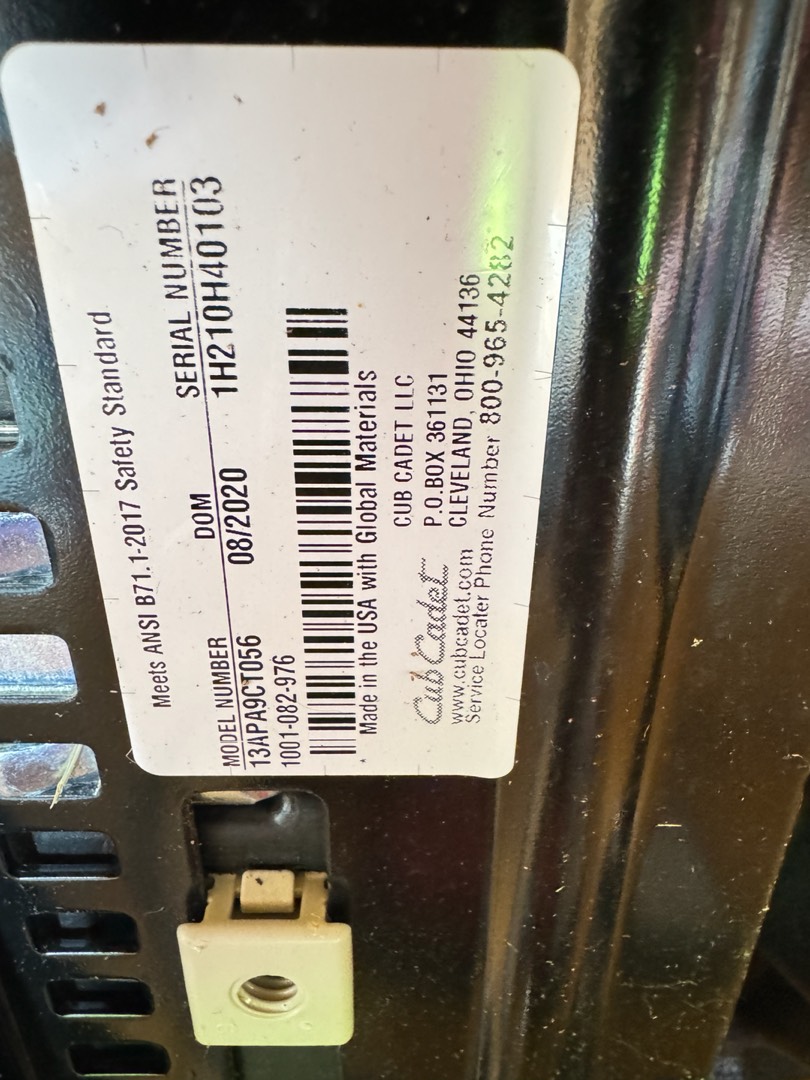 Meets ANSI B71.1-2017 Safety Standard
MODEL NUMBER DOM SERIAL NUMBER
13APA9CT056 08/2020 1H210H40103
1001-082-976
Made in the USA with Global Materials
Cub Cadet
CUB CADET LLC
P.O.BOX 361131
CLEVELAND, OHIO 44136
www.cubcadet.com
Service Locater Phone Number 800-965-4282